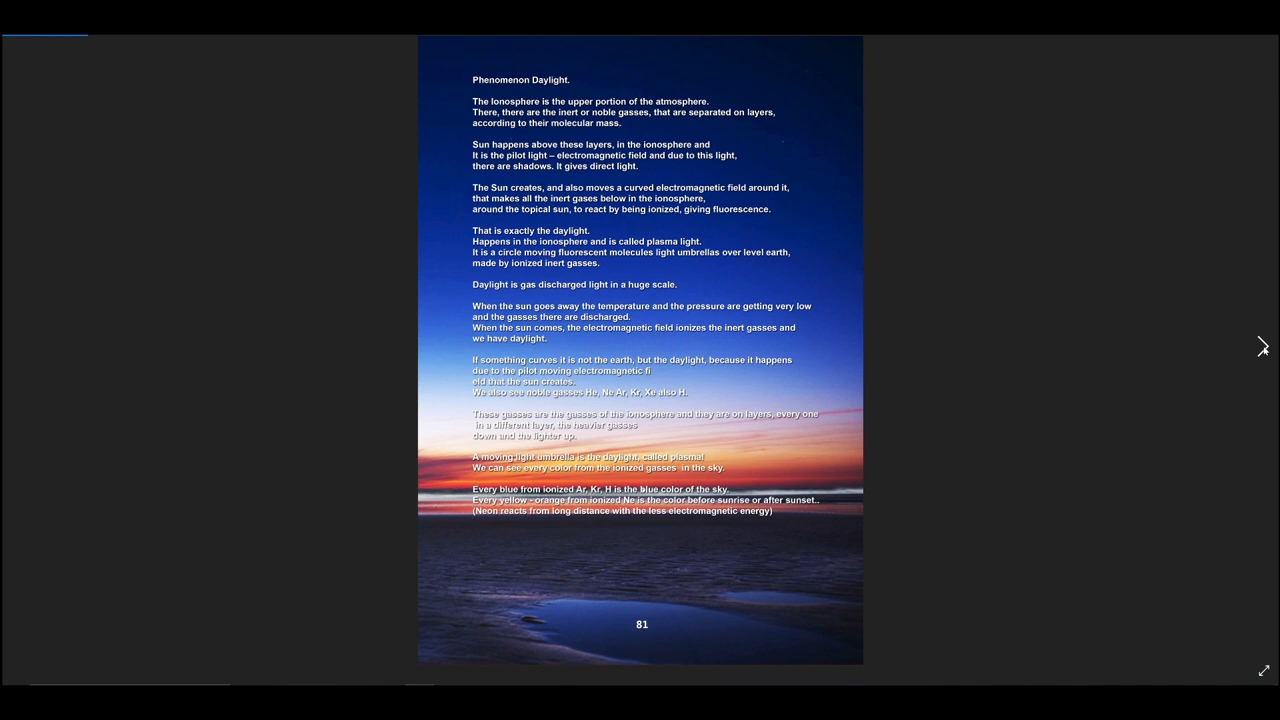 Phenomenon Daylight.
The Ionosphere is the upper portion of the atmosphere.
There, there are the inert or noble gasses, that are separated on layers,
according to their molecular mass.
Sun happens above these layers, in the ionosphere and
It is the pilot light – electromagnetic field and due to this light,
there are shadows. It gives direct light.
The Sun creates, and also moves a curved electromagnetic field around it,
that makes all the inert gases below in the ionosphere,
around the topical sun, to react by being ionized, giving fluorescence.
That is exactly the daylight.
Happens in the ionosphere and is called plasma light.
It is a circle moving fluorescent molecules light umbrellas over level earth,
made by ionized inert gasses.
Daylight is gas discharged light in a huge scale.
When the sun goes away the temperature and the pressure are getting very low
and the gasses there are discharged.
When the sun comes, the electromagnetic field ionizes the inert gasses and
we have daylight.
If something curves it is not the earth, but the daylight, because it happens
due to the pilot moving electromagnetic fi
eld that the sun creates.
We also see noble gasses He, Ne Ar, Kr, Xe also H.
These gasses are the gasses of the ionosphere and they are on layers, every one
in a different layer, the heavier gasses
down and the lighter up.
A moving light umbrella is the daylight, called plasma!
We can see every color from the ionized gasses in the sky.
Every blue from ionized Ar, Kr, H is the blue color of the sky.
Every yellow - orange from ionized Ne is the color before sunrise or after sunset..
(Neon reacts from long distance with the less electromagnetic energy)
81